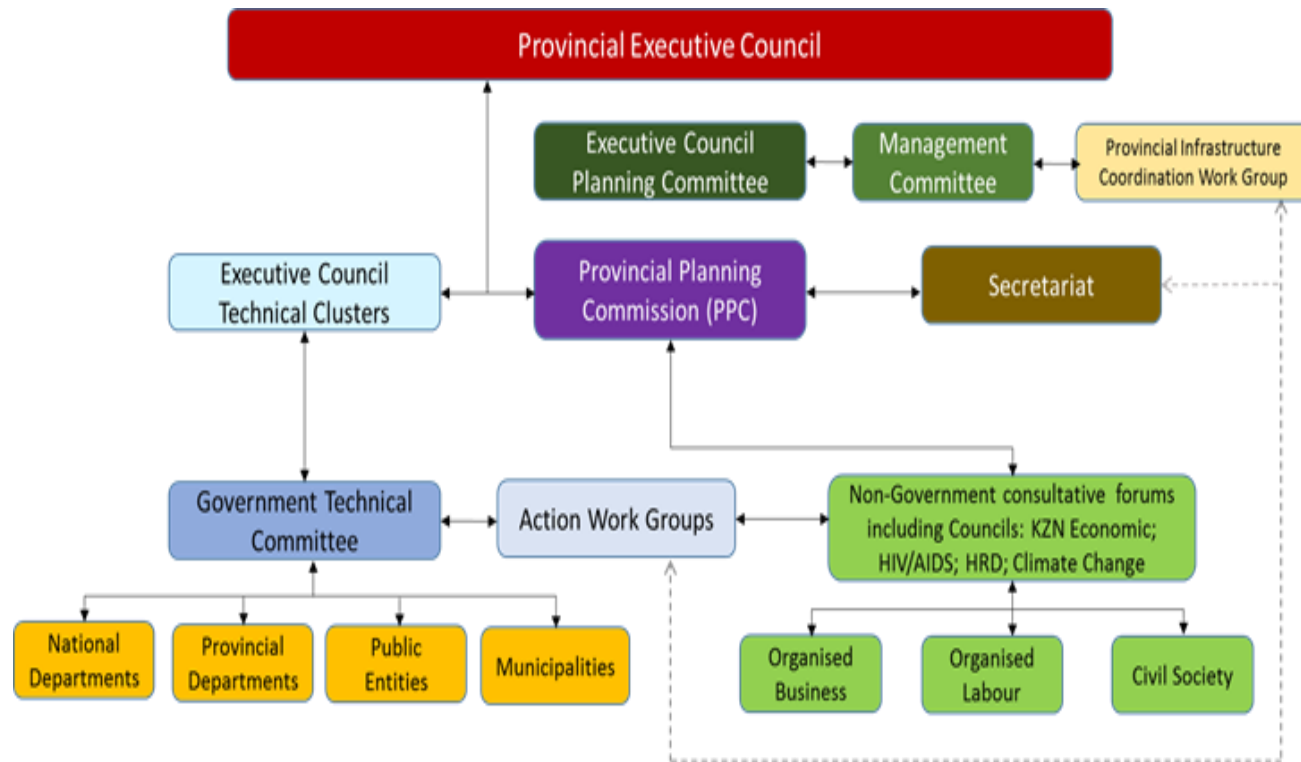 Provincial Executive Council
Executive Council
Planning Committee
Management
Committee
Provincial Infrastructure
Coordination Work Group
Executive Council
Technical Clusters
Provincial Planning
Commission (PPC)
Secretariat
Government Technical
Committee
Action Work Groups
Non-Government consultative forums
including Councils: KZN Economic;
HIV/AIDS; HRD; Climate Change
National
Departments
Provincial
Departments
Public
Entities
Municipalities
Organised
Business
Organised
Labour
Civil Society